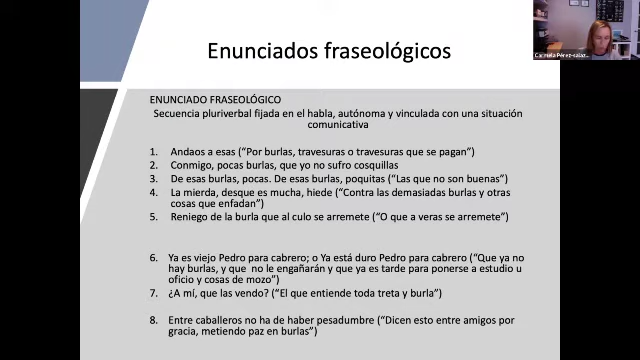 Enunciados fraseológicos
Carmela Pérez-salaz...
ENUNCIADO FRASEOLÓGICO
Secuencia pluriverbal fijada en el habla, autónoma y vinculada con una situación
comunicativa
1. Andaos a esas (“Por burlas, travesuras o travesuras que se pagan”)
2. Conmigo, pocas burlas, que yo no sufro cosquillas
3. De esas burlas, pocas. De esas burlas, poquitas (“Las que no son buenas”)
4. La mierda, desque es mucha, hiede (“Contra las demasiadas burlas y otras
cosas que enfadan”)
5. Reniego de la burla que al culo se arremete (“O que a veras se arremete”)
6. Ya es viejo Pedro para cabrero; o Ya está duro Pedro para cabrero (“Que ya no
hay burlas, y que no le engañarán y que ya es tarde para ponerse a estudio u
oficio y cosas de mozo”)
7. ¿A mí, que las vendo? (“El que entiende toda treta y burla”)
8. Entre caballeros no ha de haber pesadumbre (“Dicen esto entre amigos por
gracia, metiendo paz en burlas”)